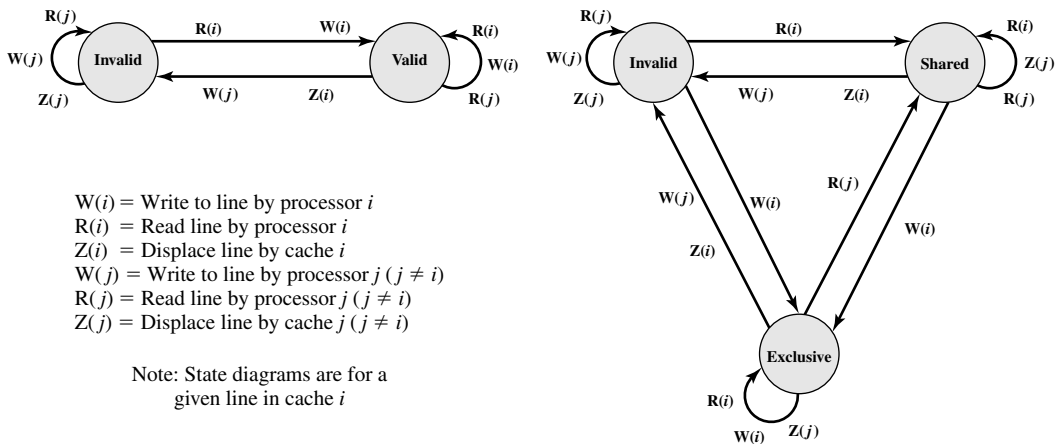 R(j)
W(j)
Z(j)
Invalid
R(i)
W(i)
W(j)
Z(i)
Valid
R(i)
W(i)
R(j)
W(i) = Write to line by processor i
R(i) = Read line by processor i
Z(i) = Displace line by cache i
W(j) = Write to line by processor j (j ≠ i)
R(j) = Read line by processor j (j ≠ i)
Z(j) = Displace line by cache j (j ≠ i)
Note: State diagrams are for a
given line in cache i
R(j)
W(j)
Z(j)
Invalid
R(i)
W(j)
Z(i)
Shared
R(i)
Z(j)
R(j)
W(j)
Z(i)
W(i)
R(j)
W(i)
Exclusive
R(i)
W(i)
Z(j)